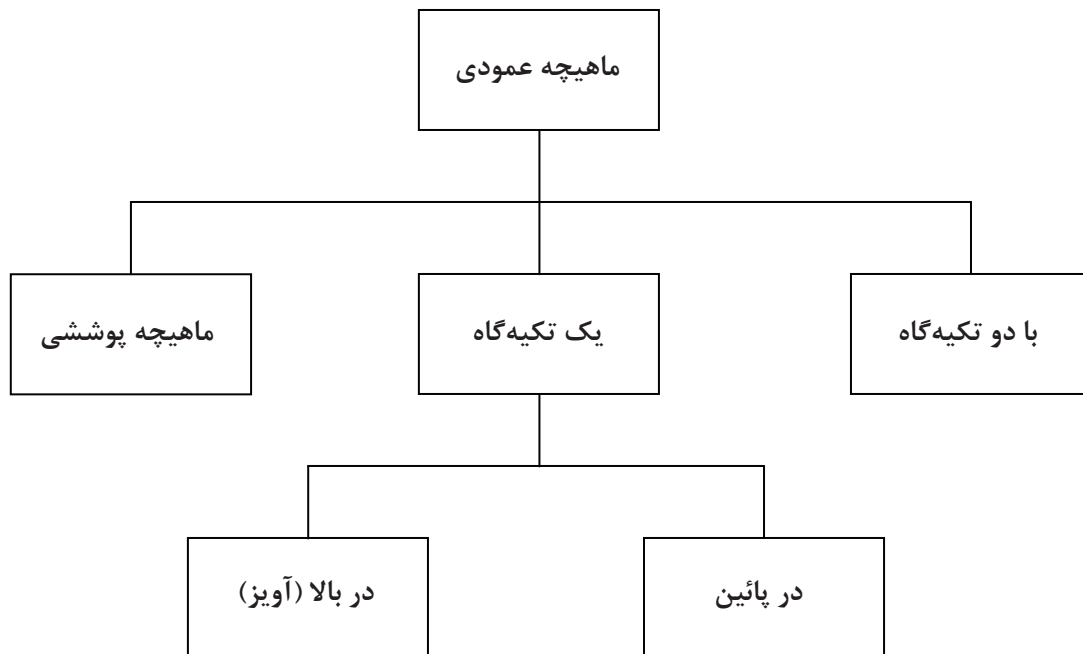 ماهیچه عمودی
با دو تکیه‌گاه
یک تکیه‌گاه
ماهیچه پوششی
در پائین
در بالا (آویز)